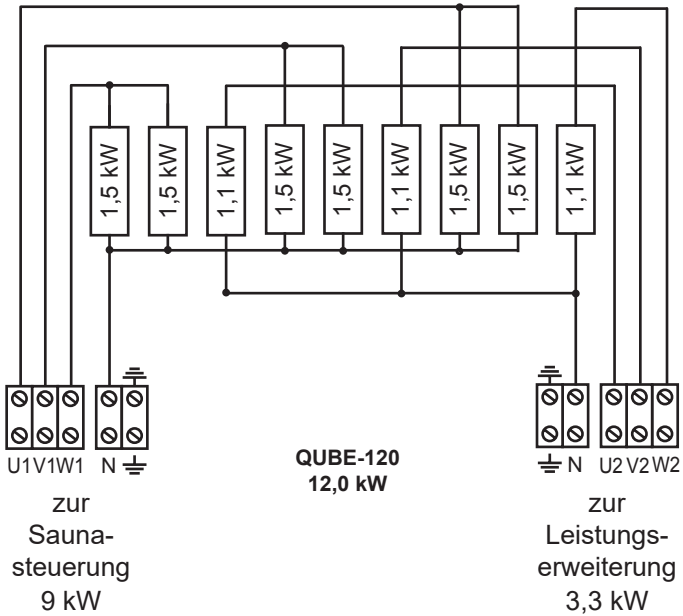 1,5 kW
1,5 kW
1,1 kW
1,5 kW
1,5 kW
1,1 kW
1,5 kW
1,5 kW
1,1 kW
U1 V1 W1 N
N U2 V2 W2
QUBE-120
12,0 kW
zur
Sauna-
steuerung
9 kW
zur
Leistungs-
erweiterung
3,3 kW